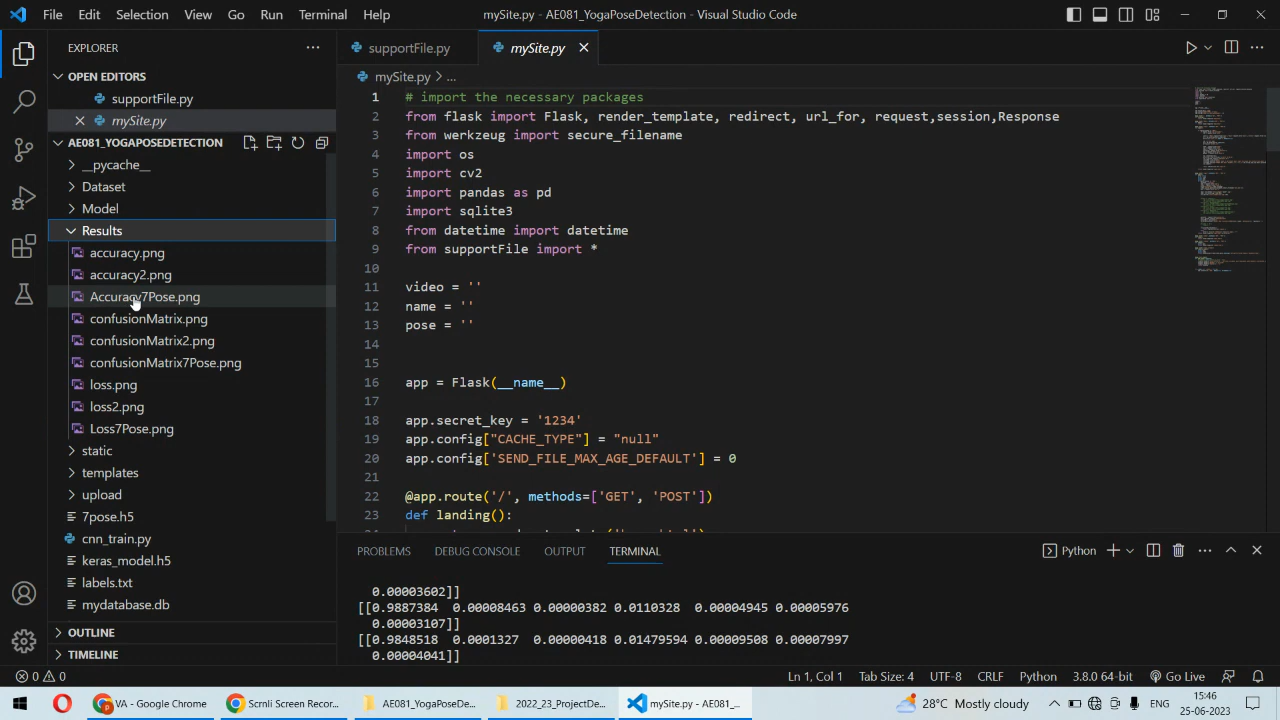 File Edit Selection View Go Run Terminal Help mySite.py - AE081_YogaPoseDetection - Visual Studio Code
EXPLORER
supportFile.py
mySite.py
OPEN EDITORS
supportFile.py
mySite.py
AE081_YOGAPOSEDETECTION
__pycache__
Dataset
Model
Results
accuracy.png
accuracy2.png
Accuracy7Pose.png
confusionMatrix.png
confusionMatrix2.png
confusionMatrix7Pose.png
loss.png
loss2.png
Loss7Pose.png
static
templates
upload
7pose.h5
cnn_train.py
keras_model.h5
labels.txt
mydatabase.db
OUTLINE
TIMELINE
mySite.py > ...
1 # import the necessary packages
2 from flask import Flask, render_template, redirect, url_for, request,session,Response
3 from werkzeug import secure_filename
4 import os
5 import cv2
6 import pandas as pd
7 import sqlite3
8 from datetime import datetime
9 from supportFile import *
10
11 video = ''
12 name = ''
13 pose = ''
14
15
16 app = Flask(__name__)
17
18 app.secret_key = '1234'
19 app.config["CACHE_TYPE"] = "null"
20 app.config['SEND_FILE_MAX_AGE_DEFAULT'] = 0
21
22 @app.route('/', methods=['GET', 'POST'])
23 def landing():
PROBLEMS DEBUG CONSOLE OUTPUT TERMINAL Python
0.00003602]]
[[0.9887384 0.00008463 0.00000382 0.0110328 0.00004945 0.00005976
0.00003107]]
[[0.9848518 0.0001327 0.00000418 0.01479594 0.00009508 0.00007997
0.00004041]]
0 0 Ln 1, Col 1 Tab Size: 4 UTF-8 CRLF Python 3.8.0 64-bit Go Live
VA - Google Chrome Scrnli Screen Recor... AE081_YogaPoseDe... 2022_23_ProjectDe... mySite.py - AE081_... 28°C Mostly cloudy 15:46
25-06-2023